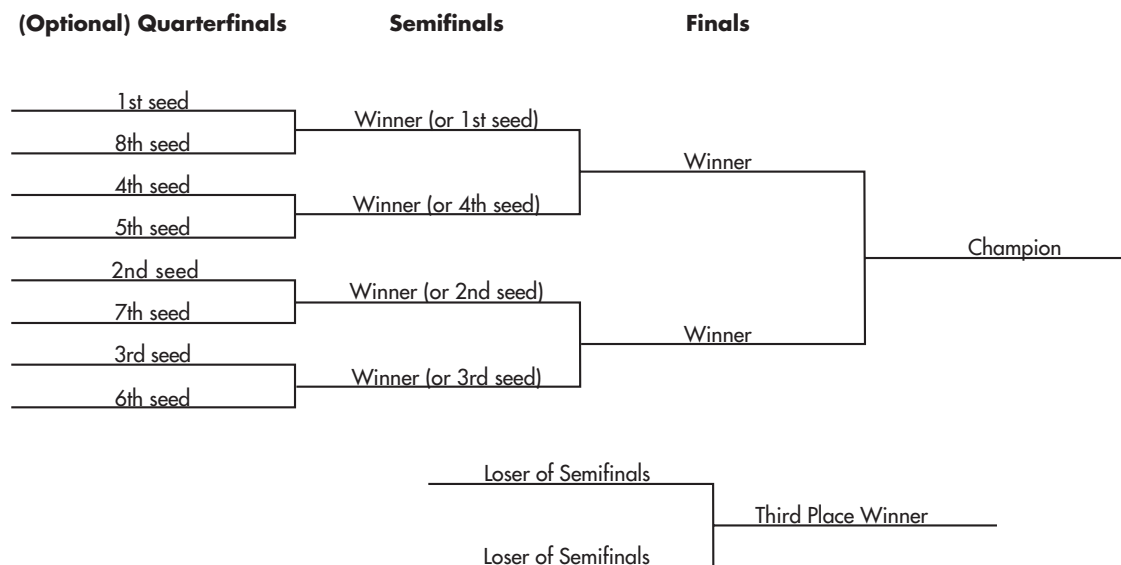 (Optional) Quarterfinals Semifinals Finals
1st seed
8th seed
4th seed
5th seed
2nd seed
7th seed
3rd seed
6th seed
Winner (or 1st seed)
Winner (or 4th seed)
Winner (or 2nd seed)
Winner (or 3rd seed)
Winner
Winner
Champion
Loser of Semifinals
Loser of Semifinals
Third Place Winner